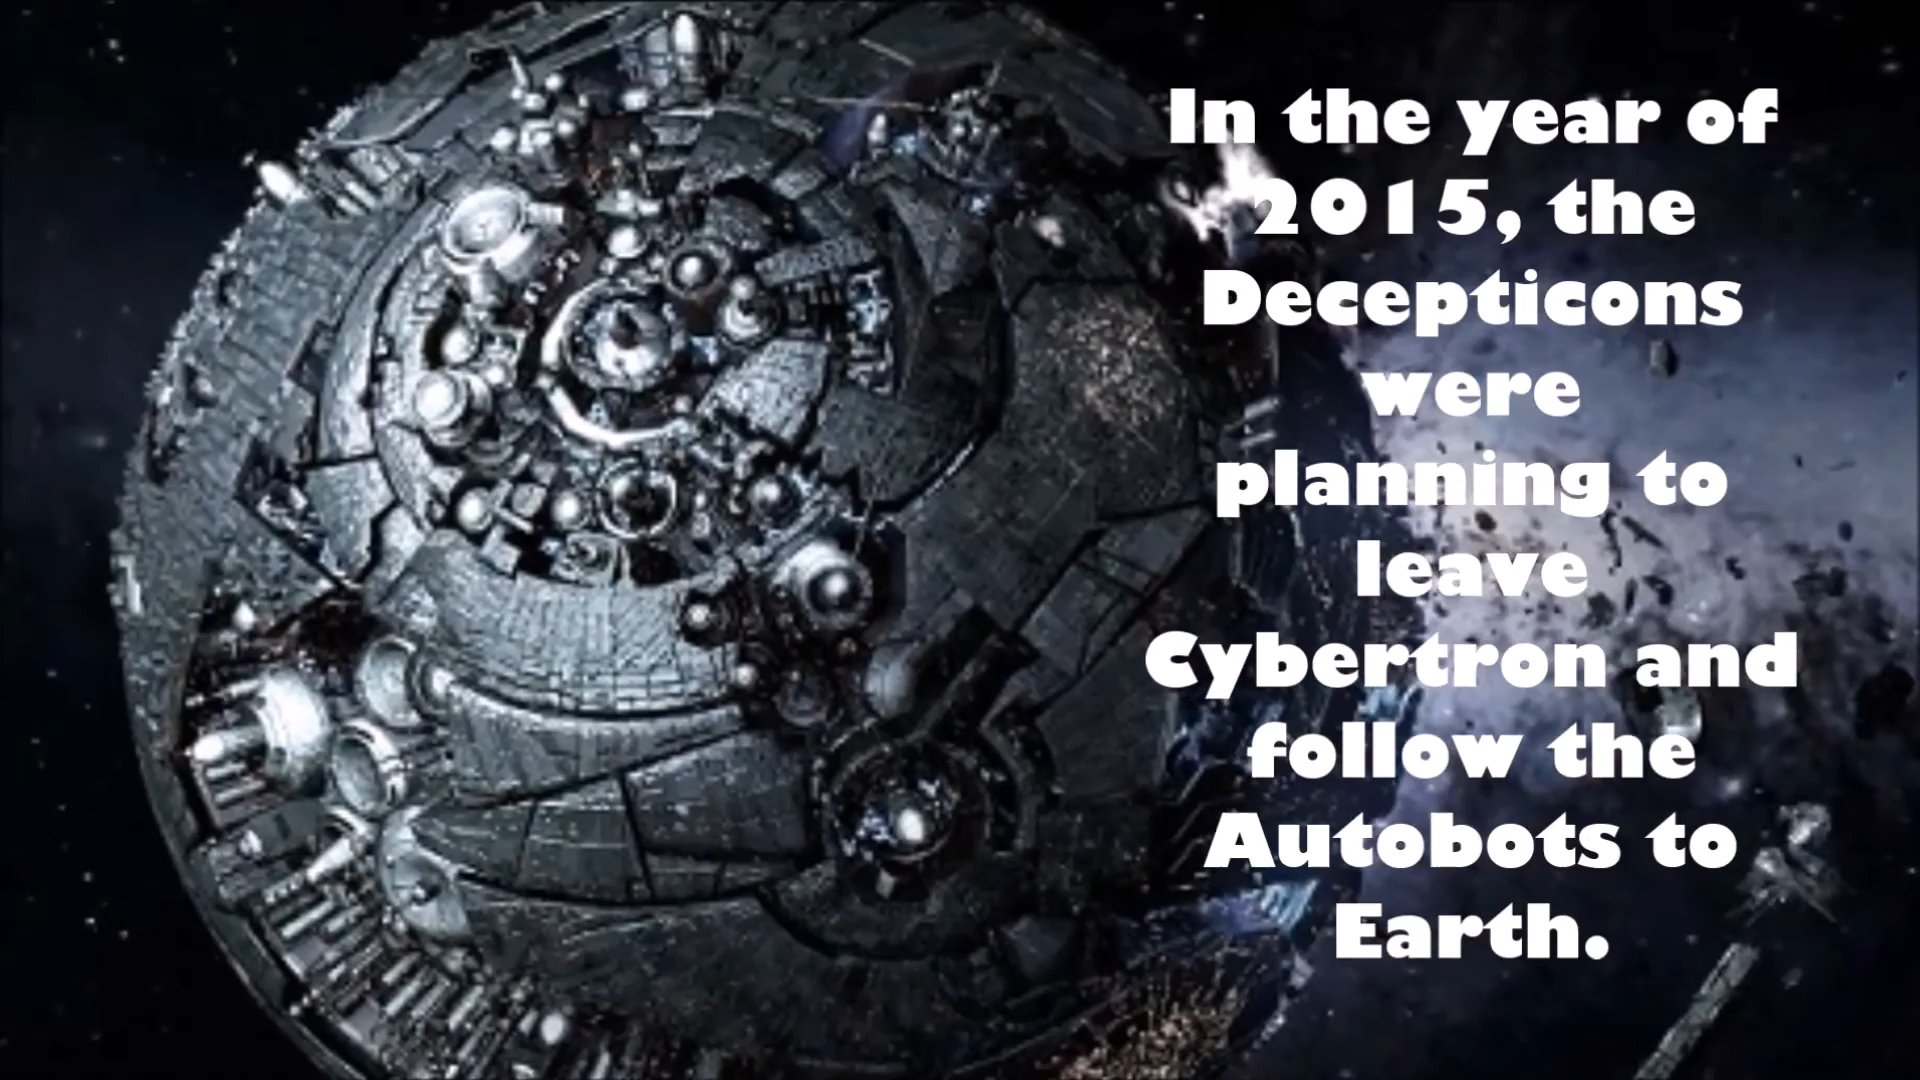 In the year of
2015, the
Decepticons
were
planning to
leave
Cybertron and
follow the
Autobots to
Earth.